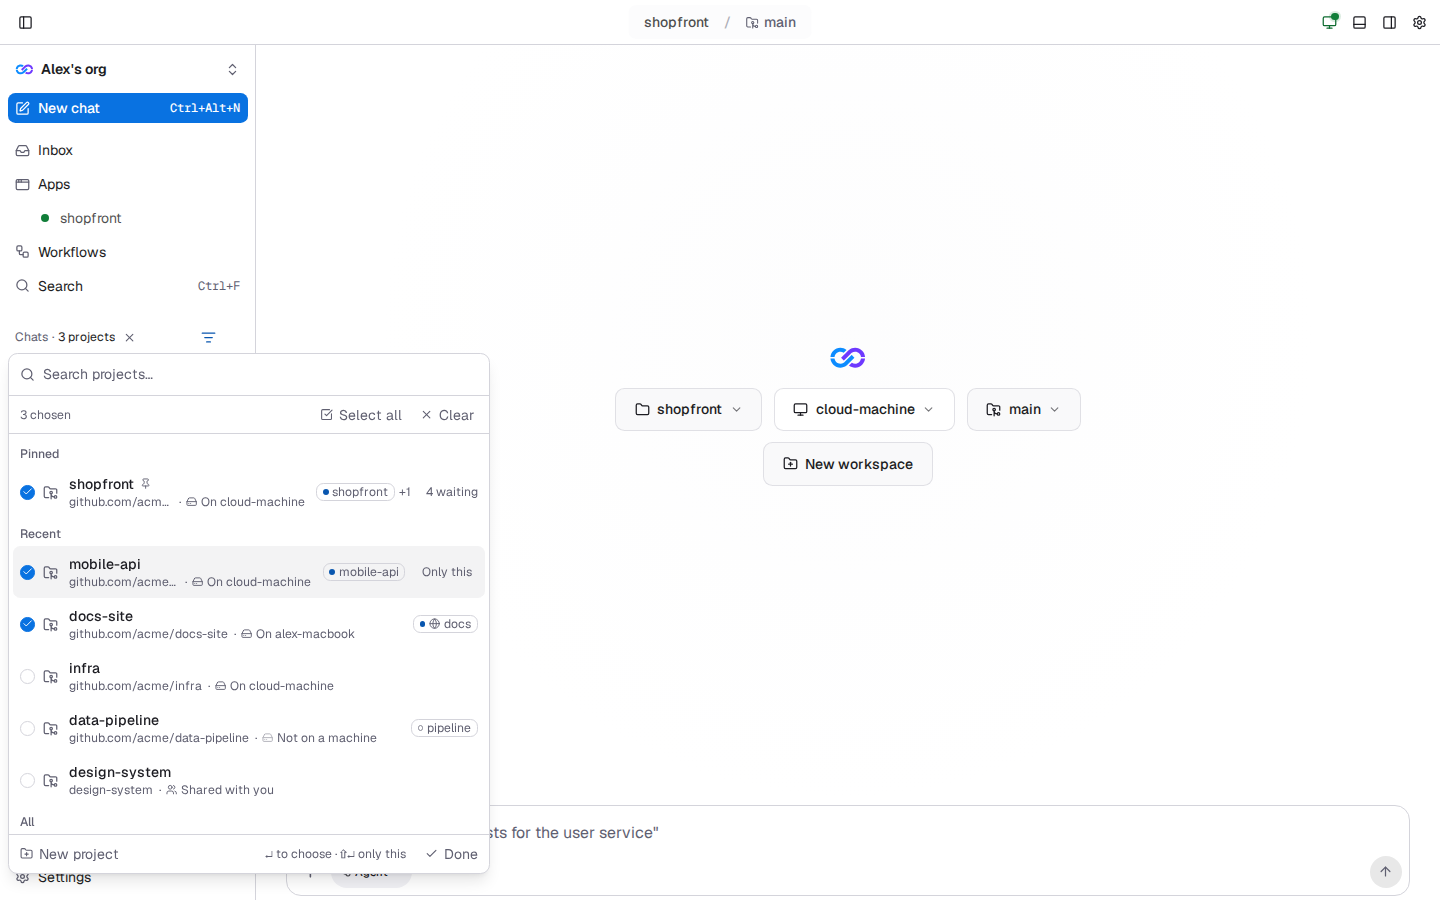 shopfront / main
Alex's org
New chat Ctrl+Alt+N
Inbox
Apps
shopfront
Workflows
Search Ctrl+F
Chats · 3 projects
Search projects...
3 chosen Select all Clear
Pinned
shopfront
github.com/acm... · On cloud-machine shopfront +1 4 waiting
Recent
mobile-api
github.com/acme... · On cloud-machine mobile-api Only this
docs-site
github.com/acme/docs-site · On alex-macbook docs
infra
github.com/acme/infra · On cloud-machine
data-pipeline
github.com/acme/data-pipeline · Not on a machine pipeline
design-system
design-system · Shared with you
All
New project ↵ to choose · ⇧↵ only this Done
Settings
shopfront cloud-machine main
New workspace
for the user service"
Agent